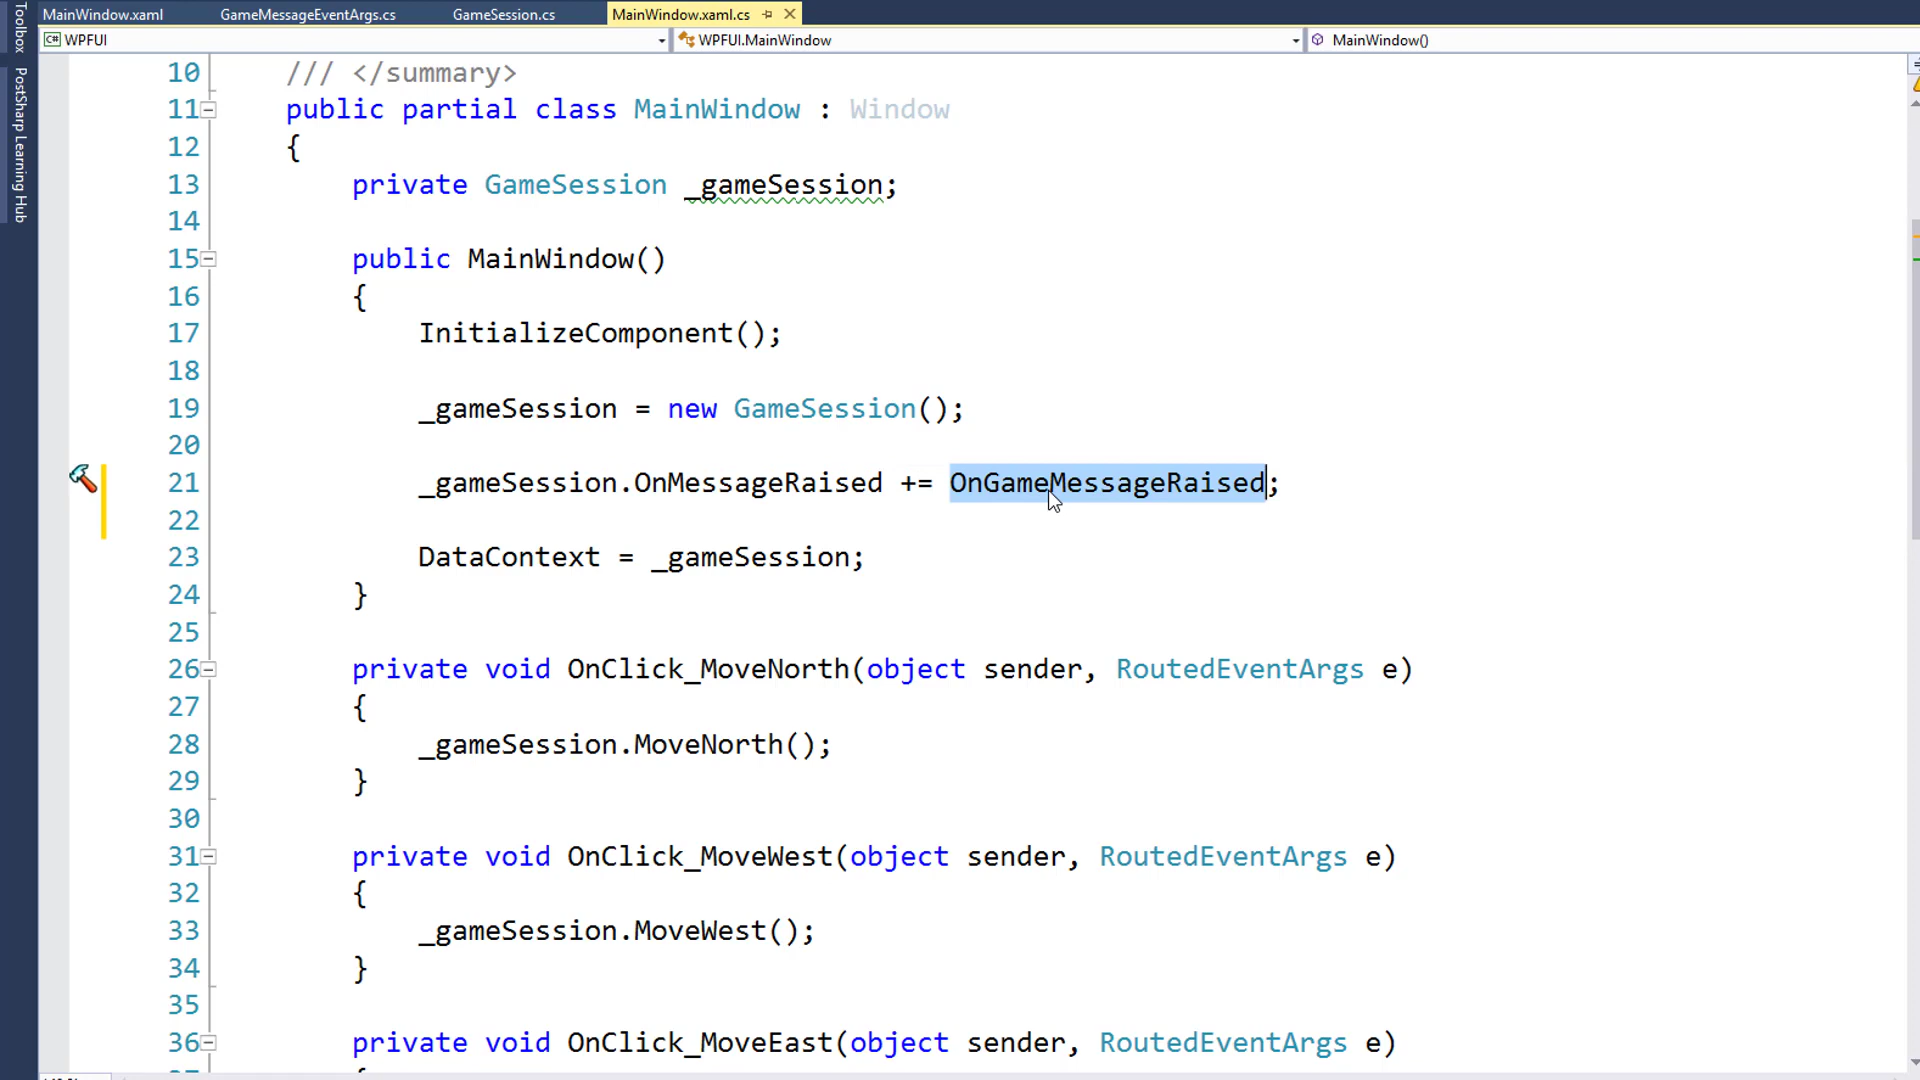 MainWindow.xaml GameMessageEventArgs.cs GameSession.cs MainWindow.xaml.cs
C# WPFUI WPFUI.MainWindow MainWindow()
Toolbox
PostSharp Learning Hub
10 /// </summary>
11 public partial class MainWindow : Window
12 {
13 private GameSession _gameSession;
14
15 public MainWindow()
16 {
17 InitializeComponent();
18
19 _gameSession = new GameSession();
20
21 _gameSession.OnMessageRaised += OnGameMessageRaised;
22
23 DataContext = _gameSession;
24 }
25
26 private void OnClick_MoveNorth(object sender, RoutedEventArgs e)
27 {
28 _gameSession.MoveNorth();
29 }
30
31 private void OnClick_MoveWest(object sender, RoutedEventArgs e)
32 {
33 _gameSession.MoveWest();
34 }
35
36 private void OnClick_MoveEast(object sender, RoutedEventArgs e)